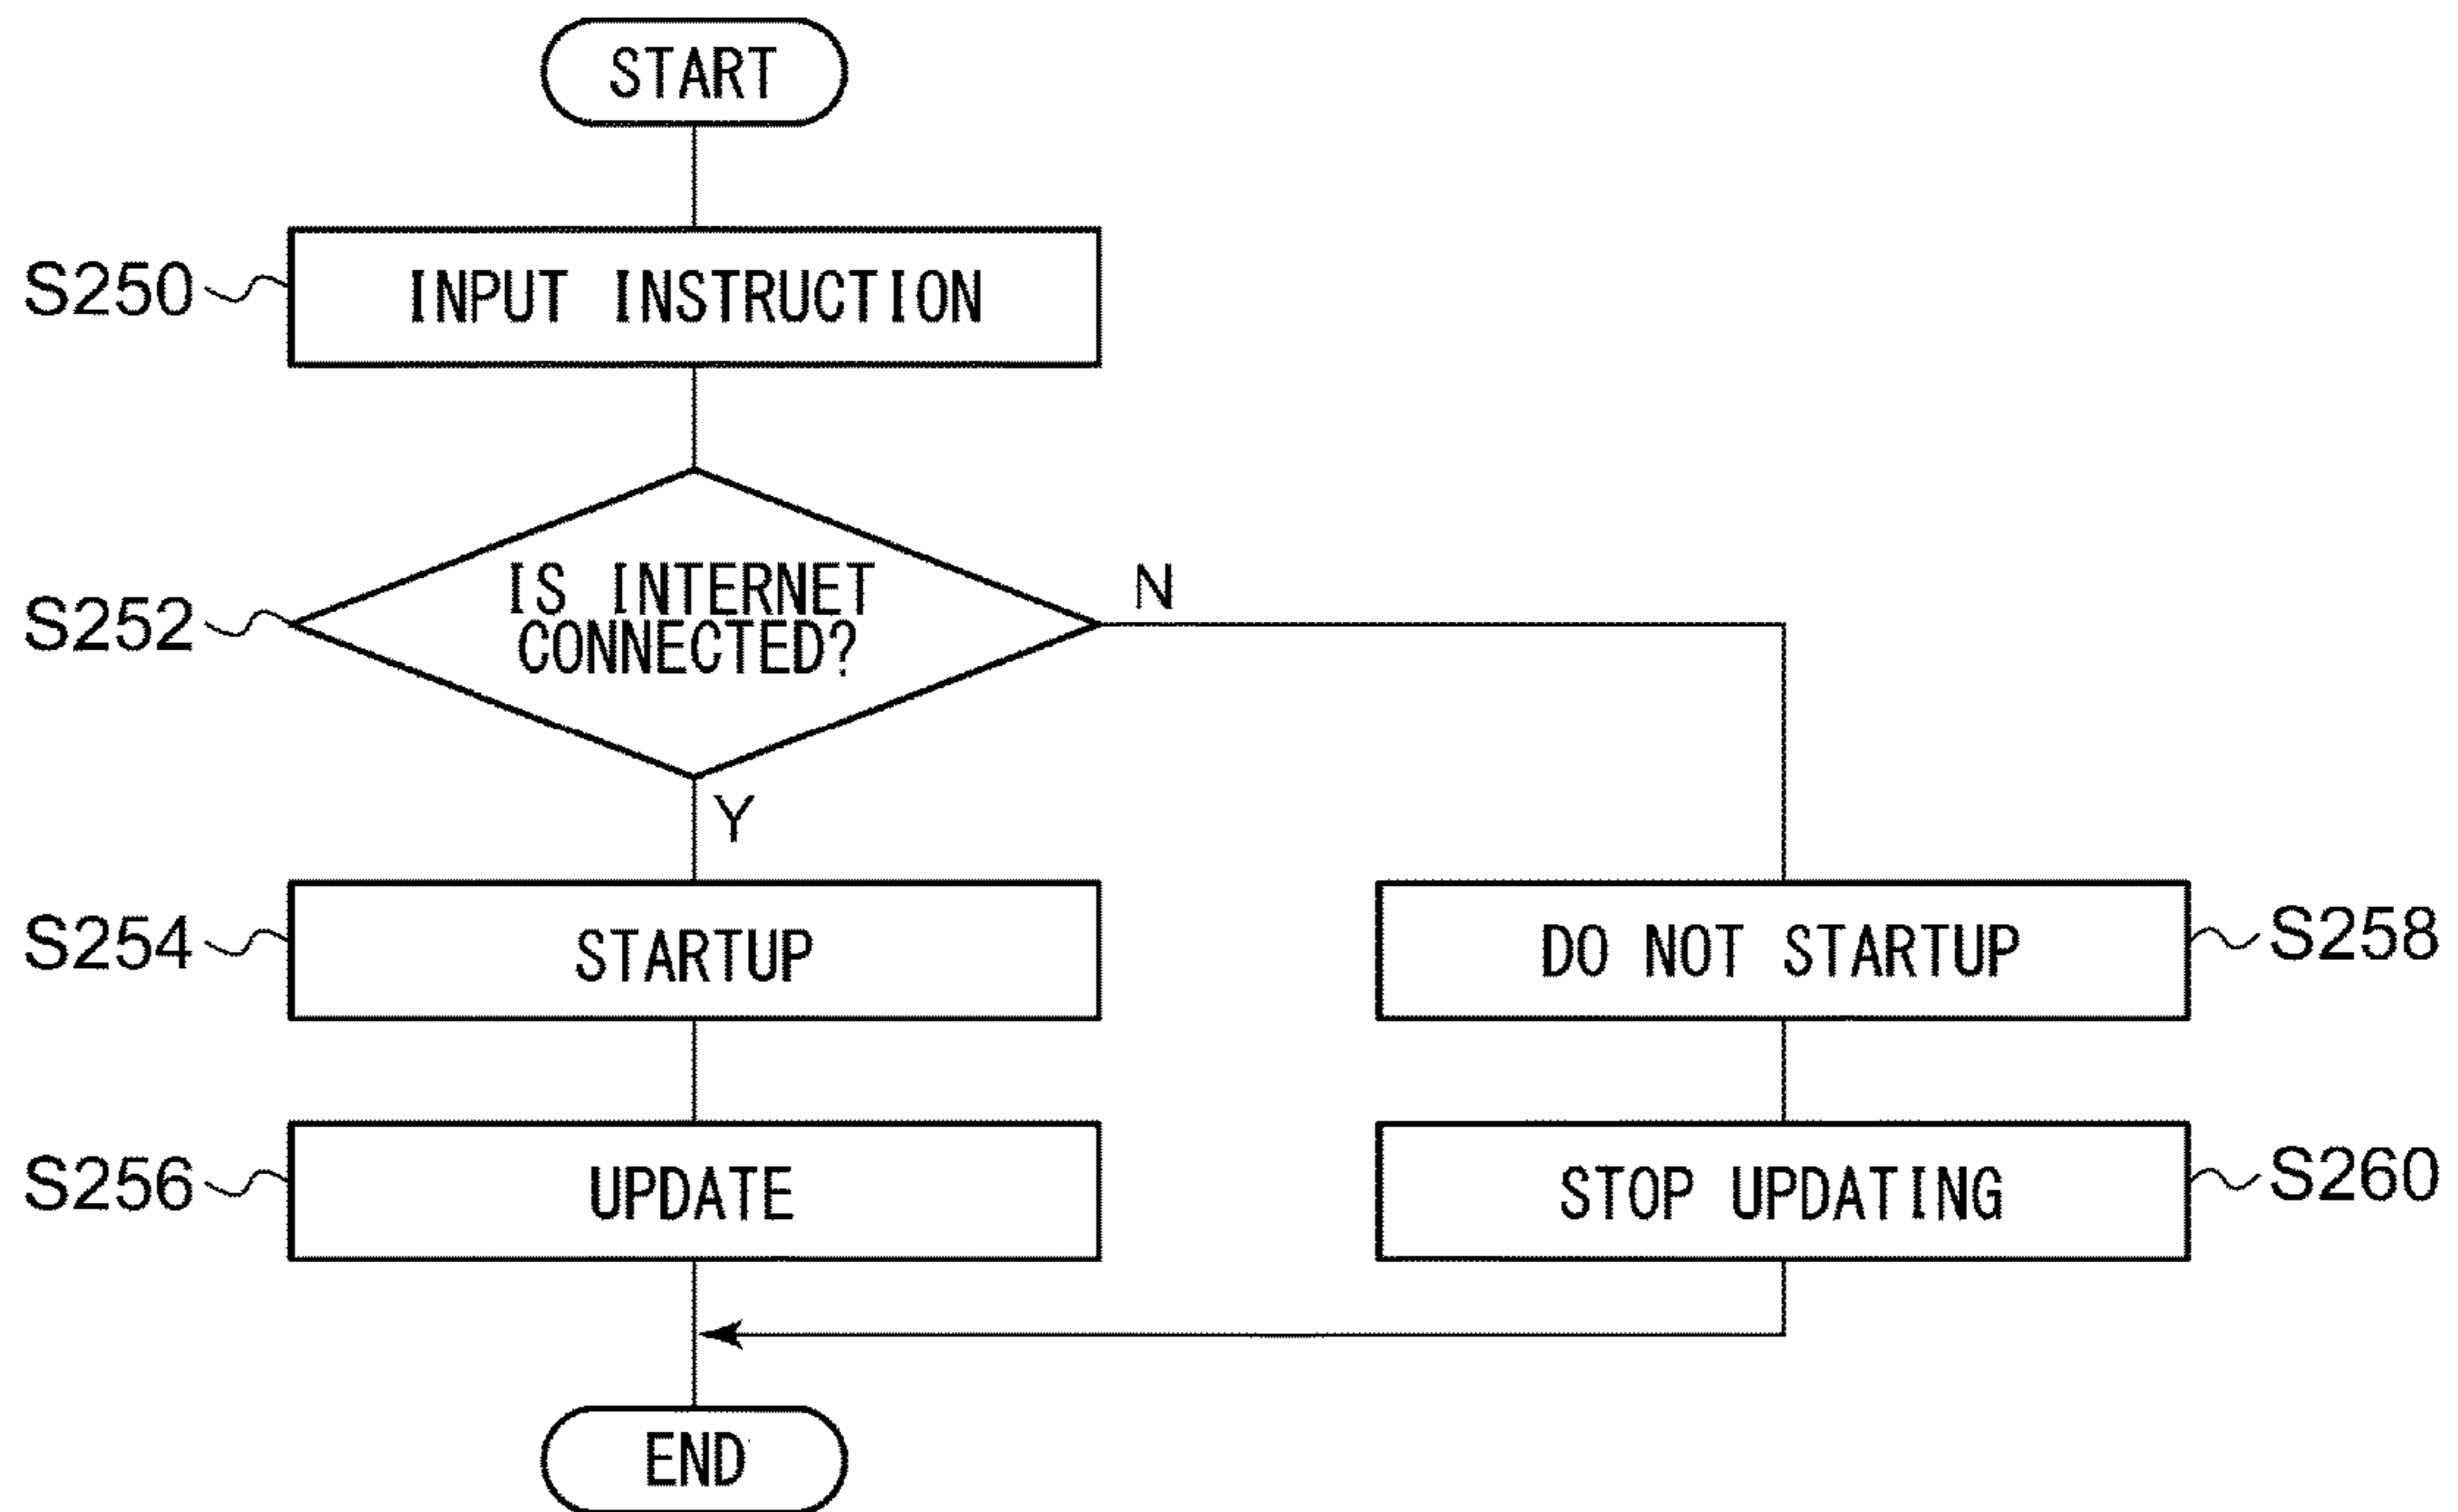 START
S250
INPUT INSTRUCTION
S252
IS INTERNET
CONNECTED?
N
Y
S254
STARTUP
DO NOT STARTUP
S258
S256
UPDATE
STOP UPDATING
S260
END